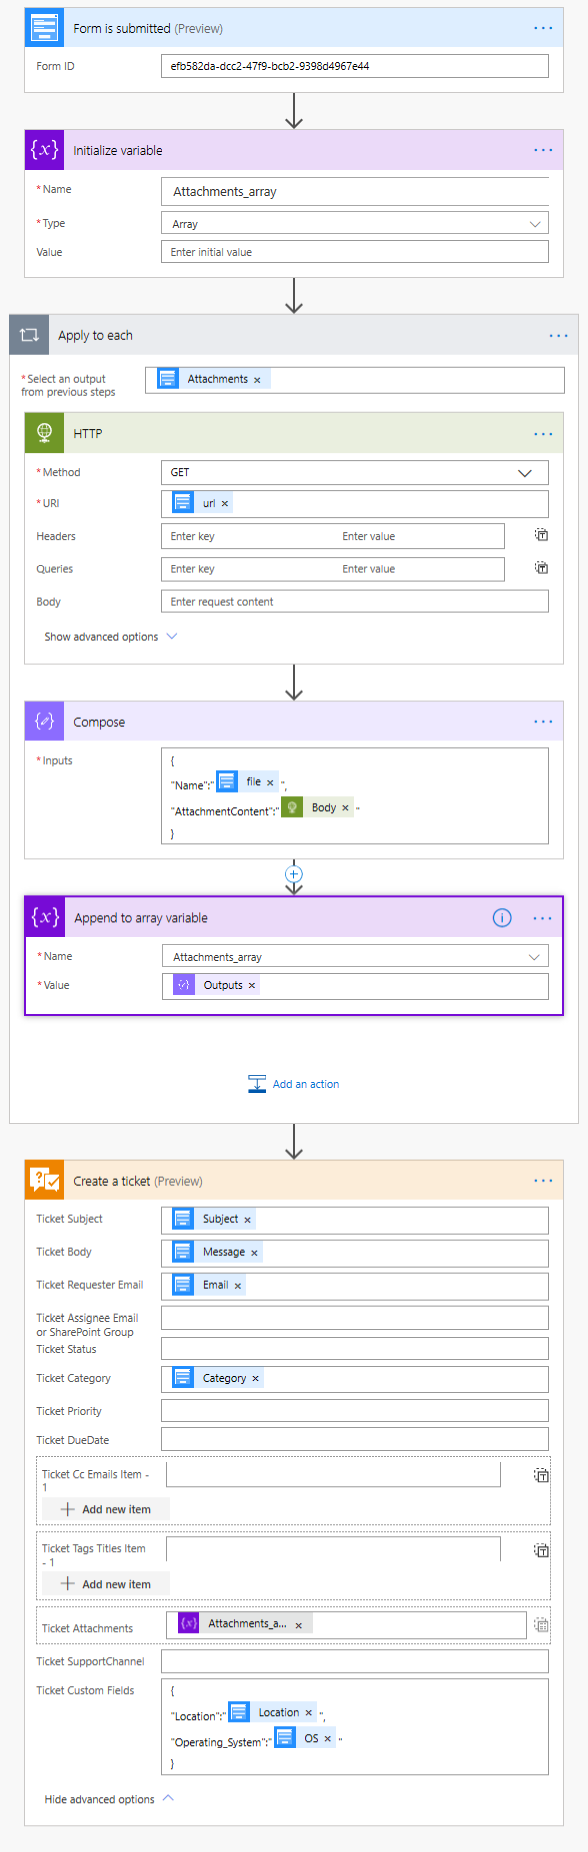 Form is submitted (Preview)
Form ID
efb582da-dcc2-47f9-bcb2-9398d4967e44
{x} Initialize variable
* Name
Attachments_array
* Type
Array
Value
Enter initial value
Apply to each
* Select an output
from previous steps
Attachments ×
HTTP
* Method
GET
* URI
url ×
Headers
Enter key Enter value
Queries
Enter key Enter value
Body
Enter request content
Show advanced options
Compose
* Inputs
{
"Name":" file × ",
"AttachmentContent":" Body × "
}
{x} Append to array variable
* Name
Attachments_array
* Value
Outputs ×
Add an action
Create a ticket (Preview)
Ticket Subject
Subject ×
Ticket Body
Message ×
Ticket Requester Email
Email ×
Ticket Assignee Email
or SharePoint Group
Ticket Status
Ticket Category
Category ×
Ticket Priority
Ticket DueDate
Ticket Cc Emails Item -
1
+ Add new item
Ticket Tags Titles Item
- 1
+ Add new item
Ticket Attachments
{x} Attachments_a... ×
Ticket SupportChannel
Ticket Custom Fields
{
"Location":" Location × ",
"Operating_System":" OS × "
}
Hide advanced options